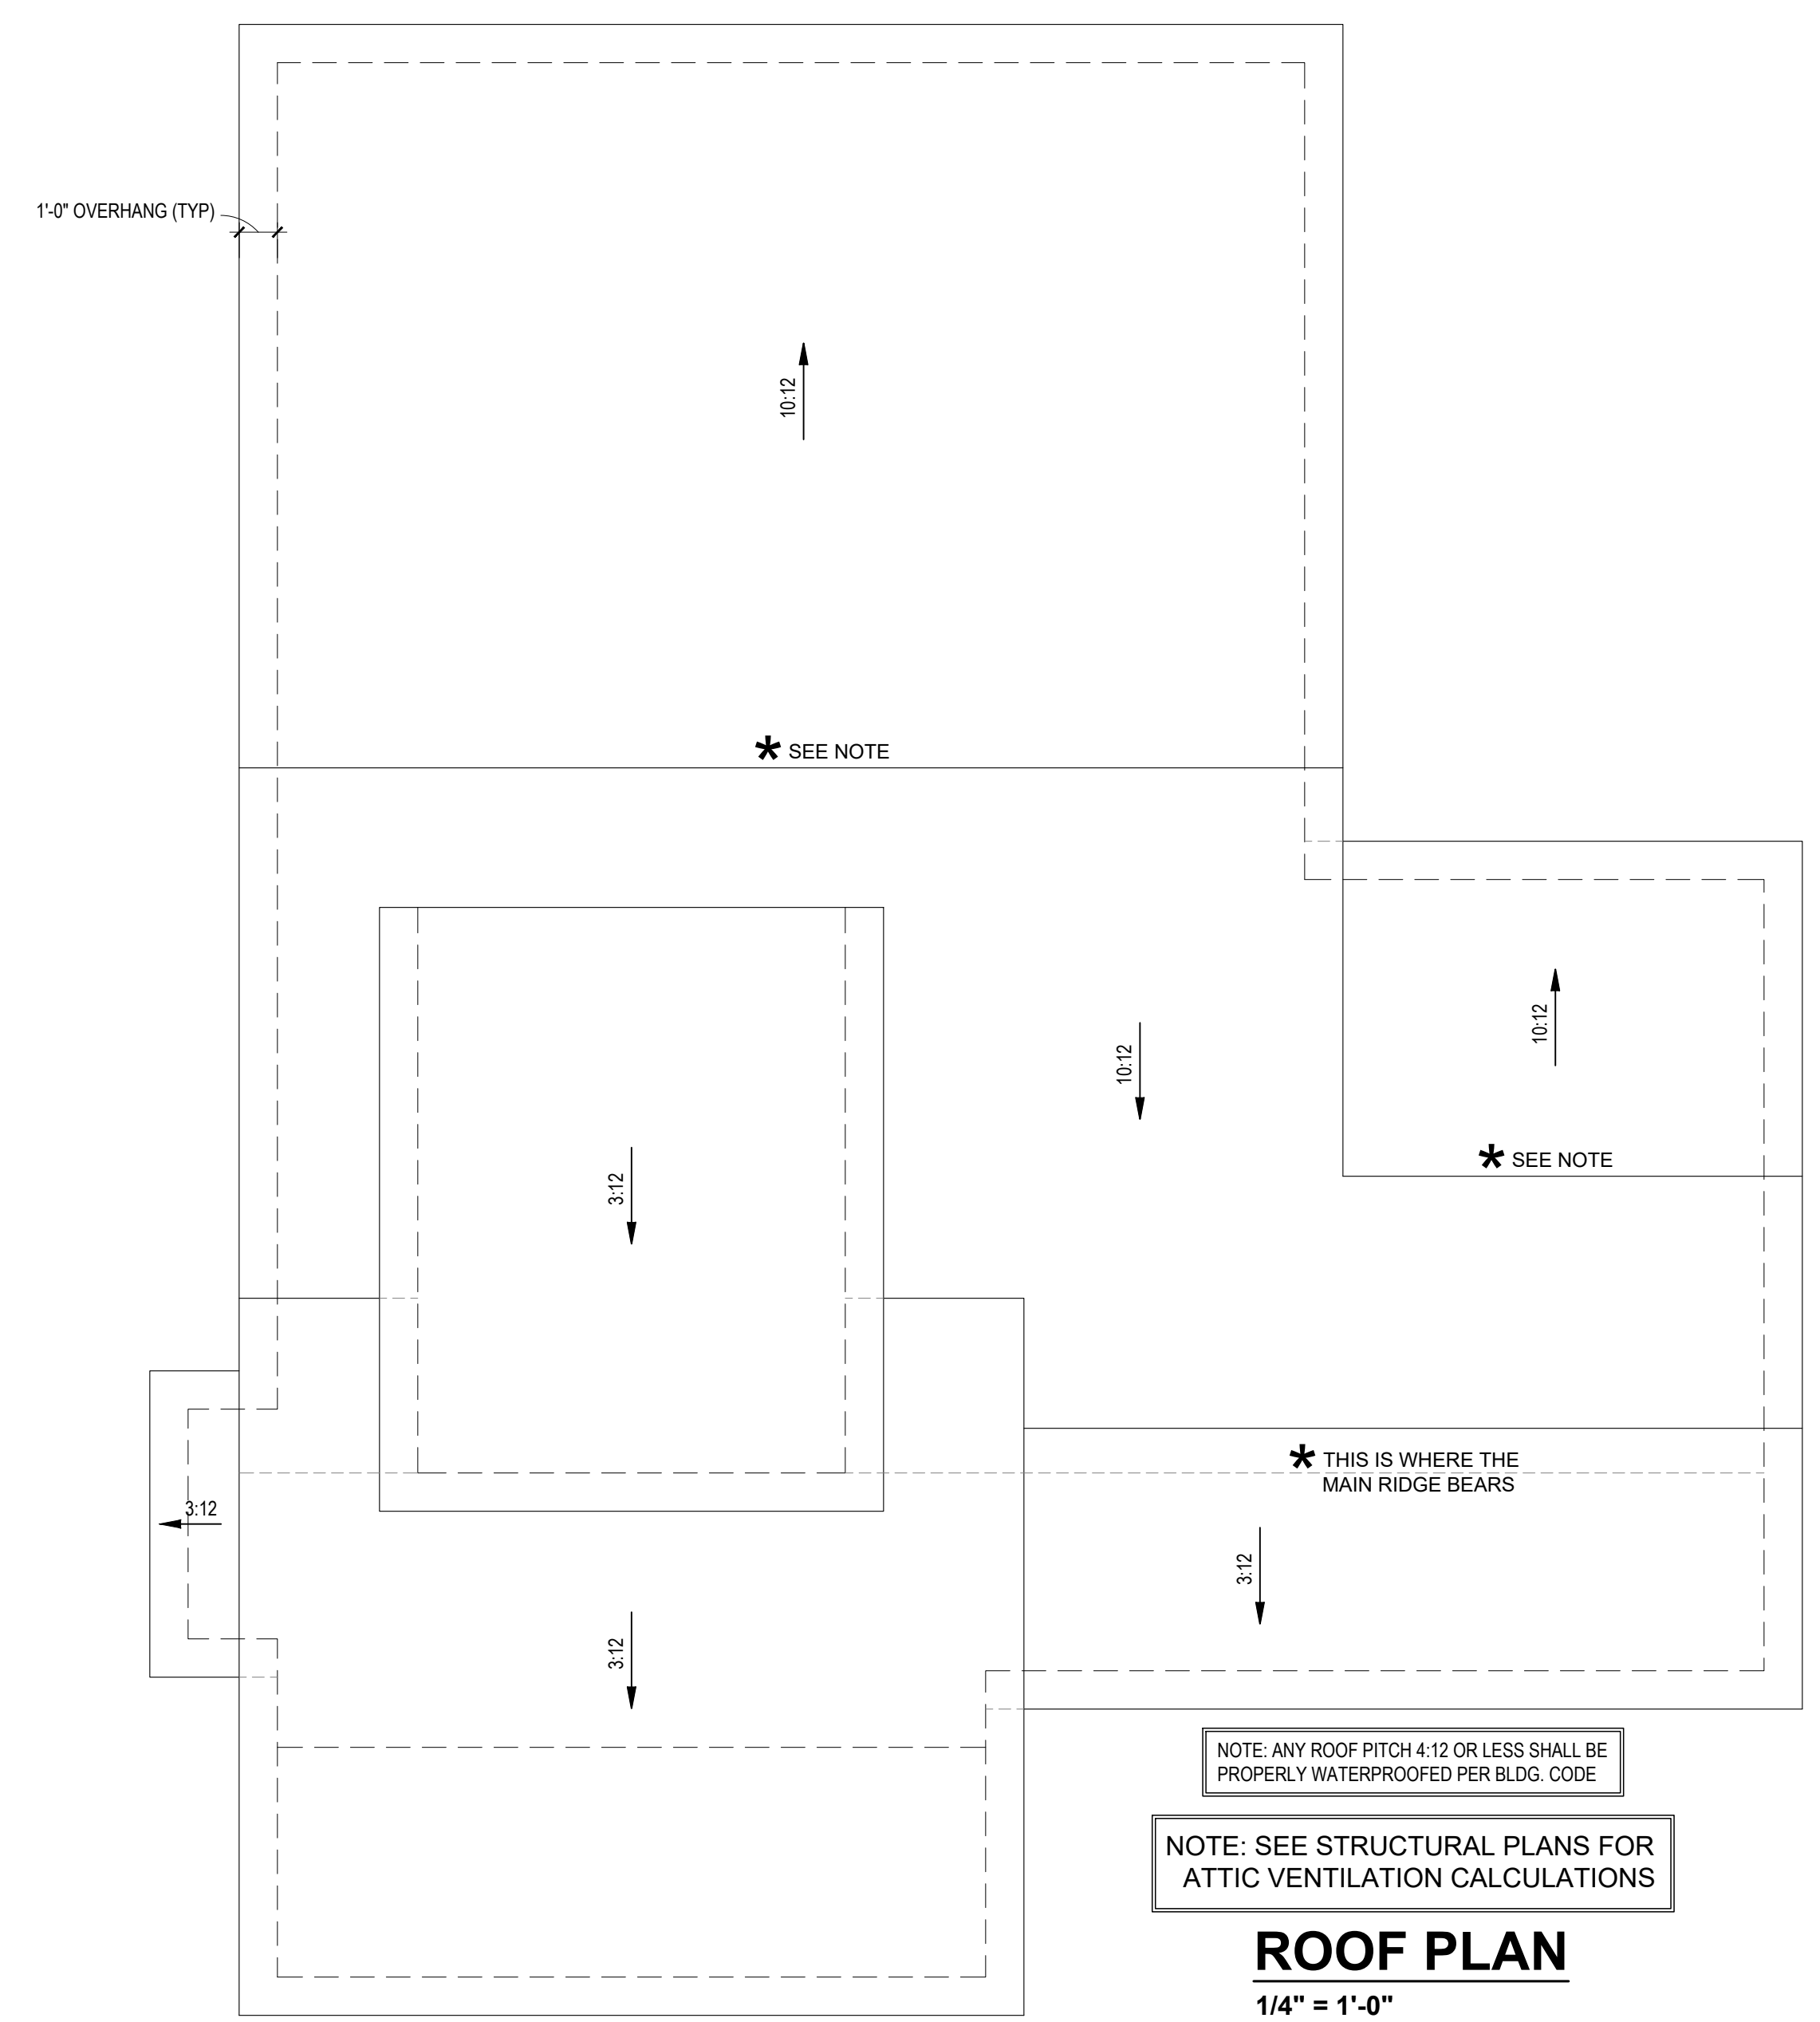 1'-0" OVERHANG (TYP)
10:12
* SEE NOTE
10:12
10:12
* SEE NOTE
3:12
* THIS IS WHERE THE
MAIN RIDGE BEARS
3:12
3:12
3:12
NOTE: ANY ROOF PITCH 4:12 OR LESS SHALL BE
PROPERLY WATERPROOFED PER BLDG. CODE
NOTE: SEE STRUCTURAL PLANS FOR
ATTIC VENTILATION CALCULATIONS
ROOF PLAN
1/4" = 1'-0"